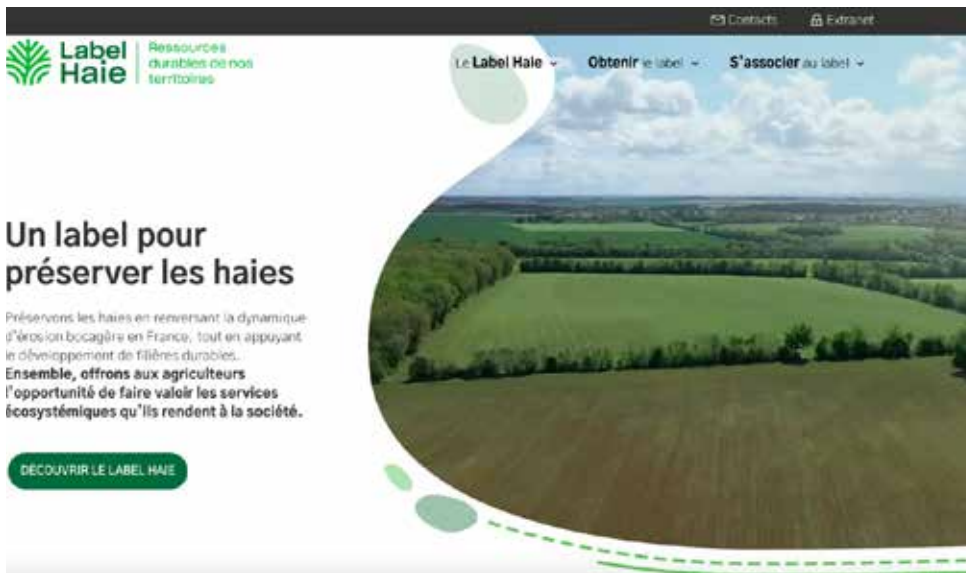 Contacts Extranet
Label Haie
Ressources
durables de nos
territoires
Le Label Haie Obtenir le label S'associer au label
Un label pour
préserver les haies
Préservons les haies en renversant la dynamique
d'érosion bocagère en France, tout en appuyant
le développement de filières durables.
Ensemble, offrons aux agriculteurs
l'opportunité de faire valoir les services
écosystémiques qu'ils rendent à la société.
DÉCOUVRIR LE LABEL HAIE